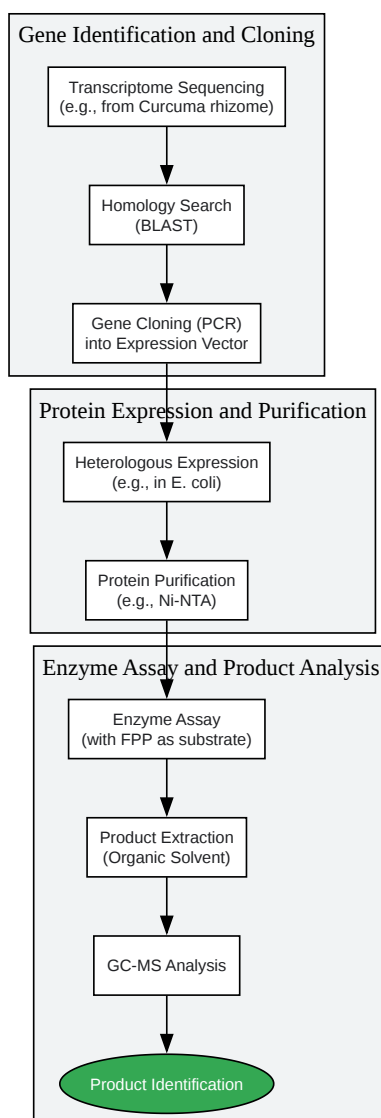 Gene Identification and Cloning
Transcriptome Sequencing
(e.g., from Curcuma rhizome)
Homology Search
(BLAST)
Gene Cloning (PCR)
into Expression Vector
Protein Expression and Purification
Heterologous Expression
(e.g., in E. coli)
Protein Purification
(e.g., Ni-NTA)
Enzyme Assay and Product Analysis
Enzyme Assay
(with FPP as substrate)
Product Extraction
(Organic Solvent)
GC-MS Analysis
Product Identification